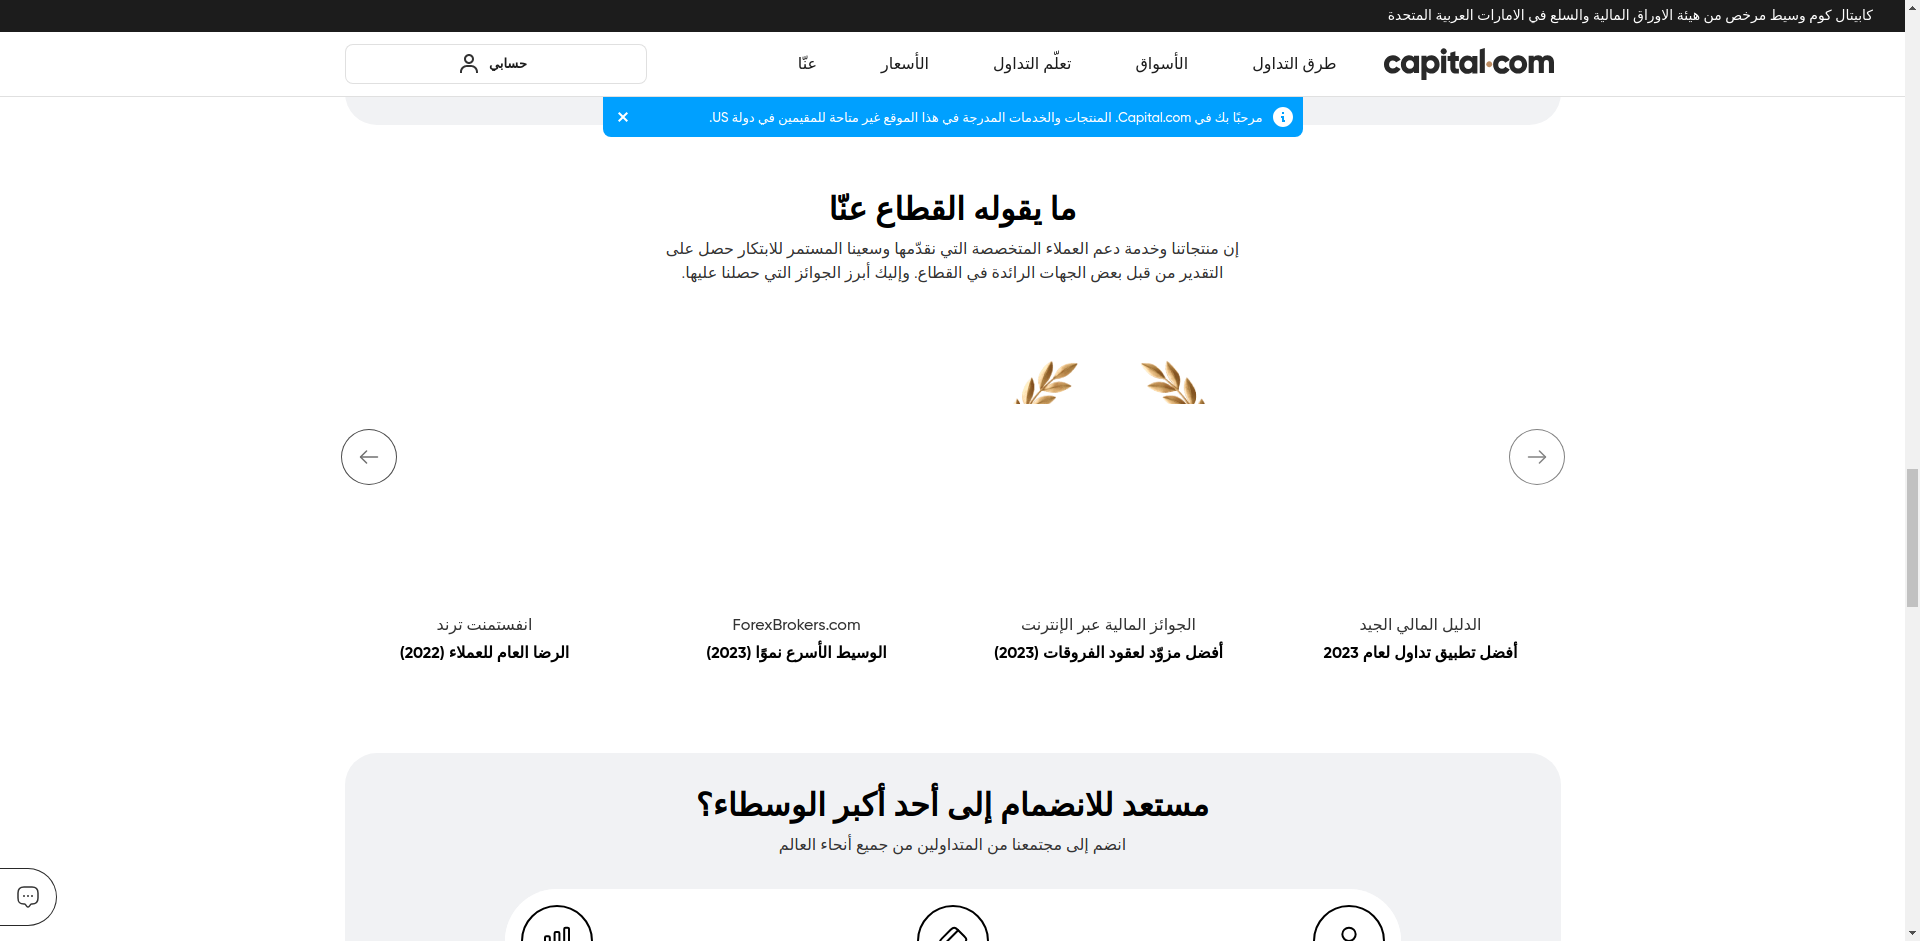 كابيتال كوم وسيط مرخص من هيئة الاوراق المالية والسلع في الامارات العربية المتحدة
capital.com
طرق التداول
الأسواق
تعلّم التداول
الأسعار
عنّا
حسابي
مرحبًا بك في Capital.com. المنتجات والخدمات المدرجة في هذا الموقع غير متاحة للمقيمين في دولة US.
ما يقوله القطاع عنّا
إن منتجاتنا وخدمة دعم العملاء المتخصصة التي نقدّمها وسعينا المستمر للابتكار حصل على
التقدير من قبل بعض الجهات الرائدة في القطاع. وإليك أبرز الجوائز التي حصلنا عليها.
الدليل المالي الجيد
أفضل تطبيق تداول لعام 2023
الجوائز المالية عبر الإنترنت
أفضل مزوّد لعقود الفروقات (2023)
ForexBrokers.com
الوسيط الأسرع نموًا (2023)
انفستمنت ترند
الرضا العام للعملاء (2022)
مستعد للانضمام إلى أحد أكبر الوسطاء؟
انضم إلى مجتمعنا من المتداولين من جميع أنحاء العالم